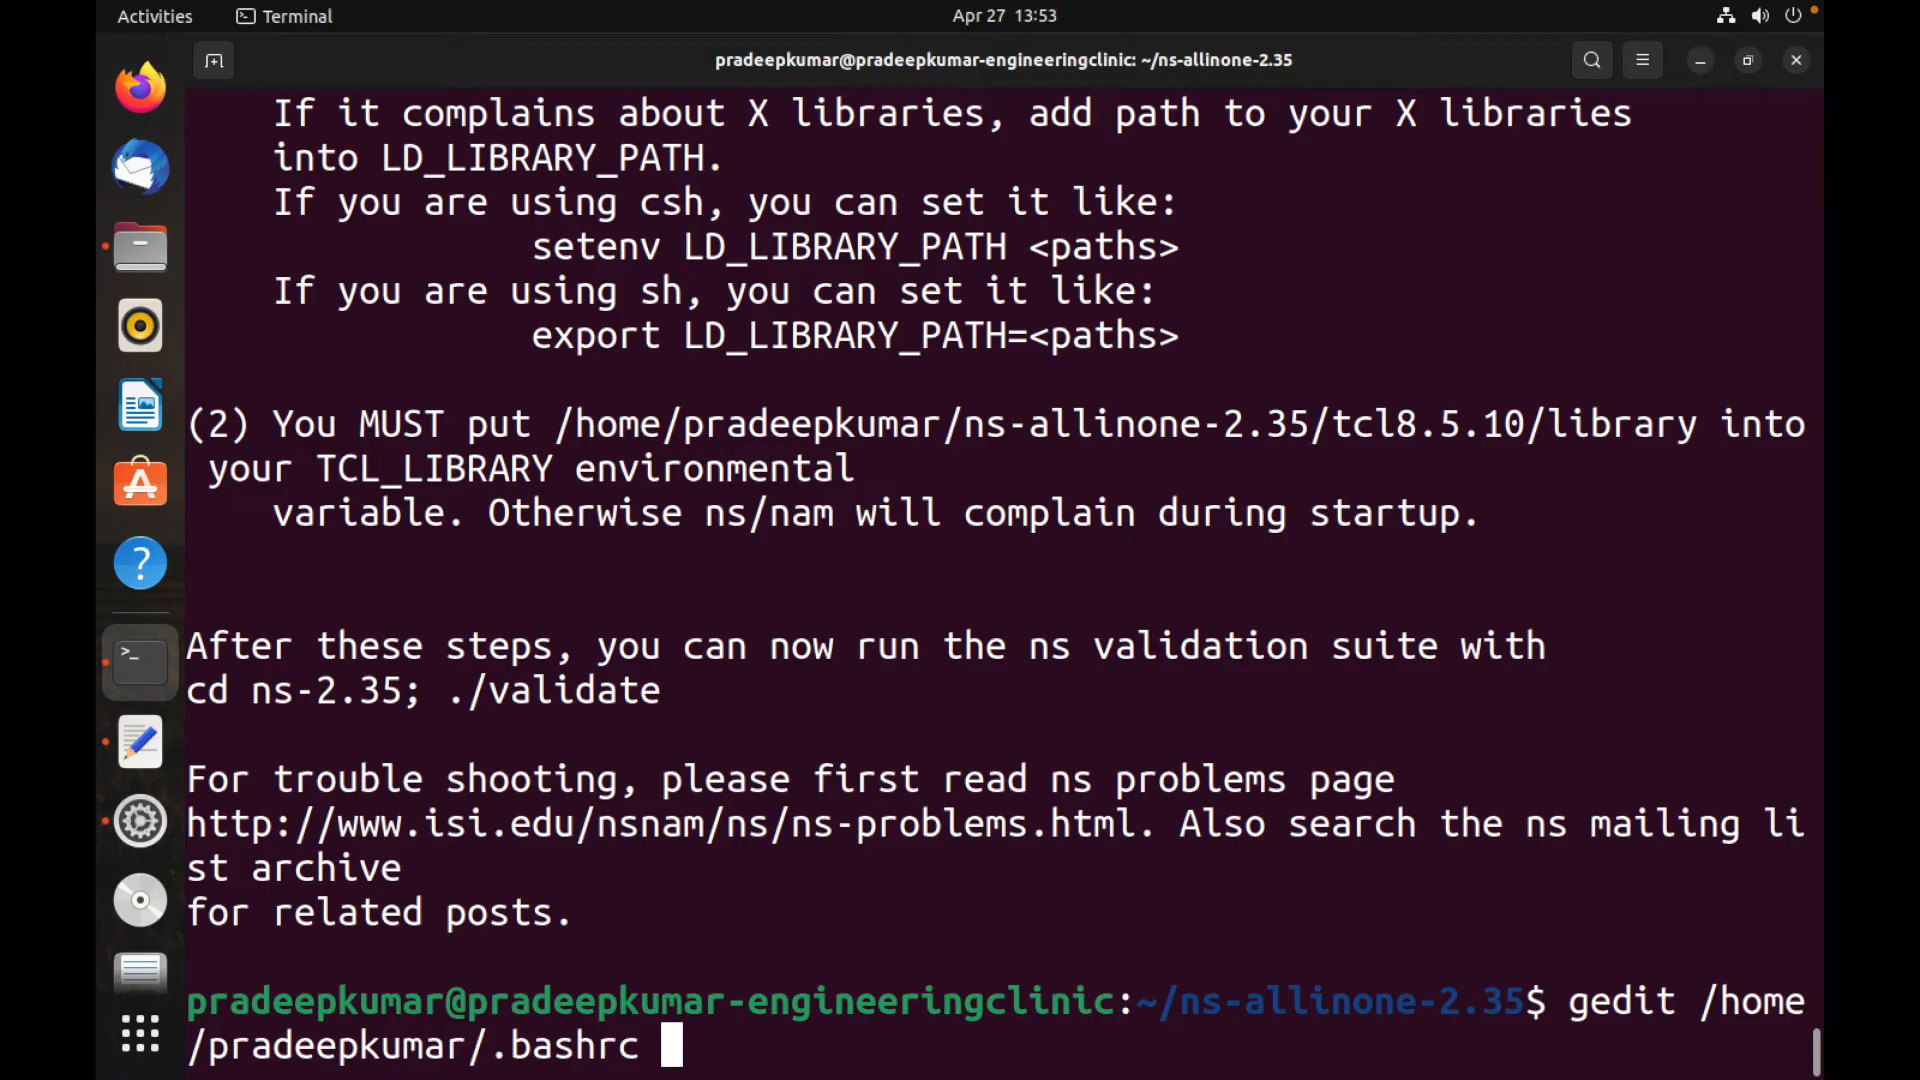 Activities
Terminal
Apr 27 13:53
pradeepkumar@pradeepkumar-engineeringclinic: ~/ns-allinone-2.35
If it complains about X libraries, add path to your X libraries
into LD_LIBRARY_PATH.
If you are using csh, you can set it like:
setenv LD_LIBRARY_PATH <paths>
If you are using sh, you can set it like:
export LD_LIBRARY_PATH=<paths>
(2) You MUST put /home/pradeepkumar/ns-allinone-2.35/tcl8.5.10/library into
your TCL_LIBRARY environmental
variable. Otherwise ns/nam will complain during startup.
After these steps, you can now run the ns validation suite with
cd ns-2.35; ./validate
For trouble shooting, please first read ns problems page
http://www.isi.edu/nsnam/ns/ns-problems.html. Also search the ns mailing li
st archive
for related posts.
pradeepkumar@pradeepkumar-engineeringclinic:~/ns-allinone-2.35$ gedit /home
/pradeepkumar/.bashrc